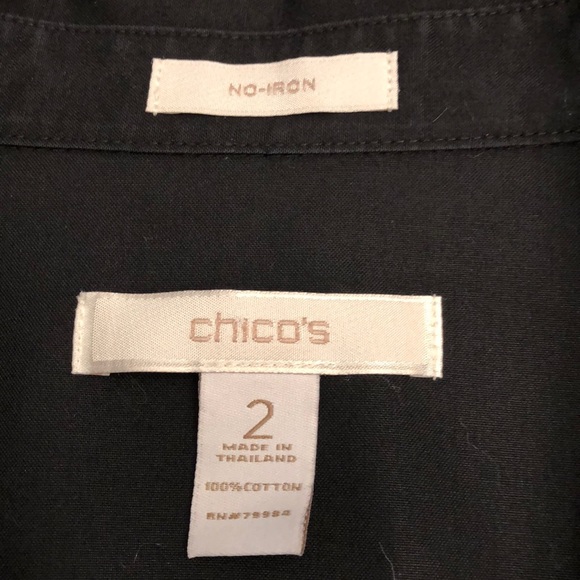 NO-IRON
chico's
2
MADE IN
THAILAND
100% COTTON
RN#79984